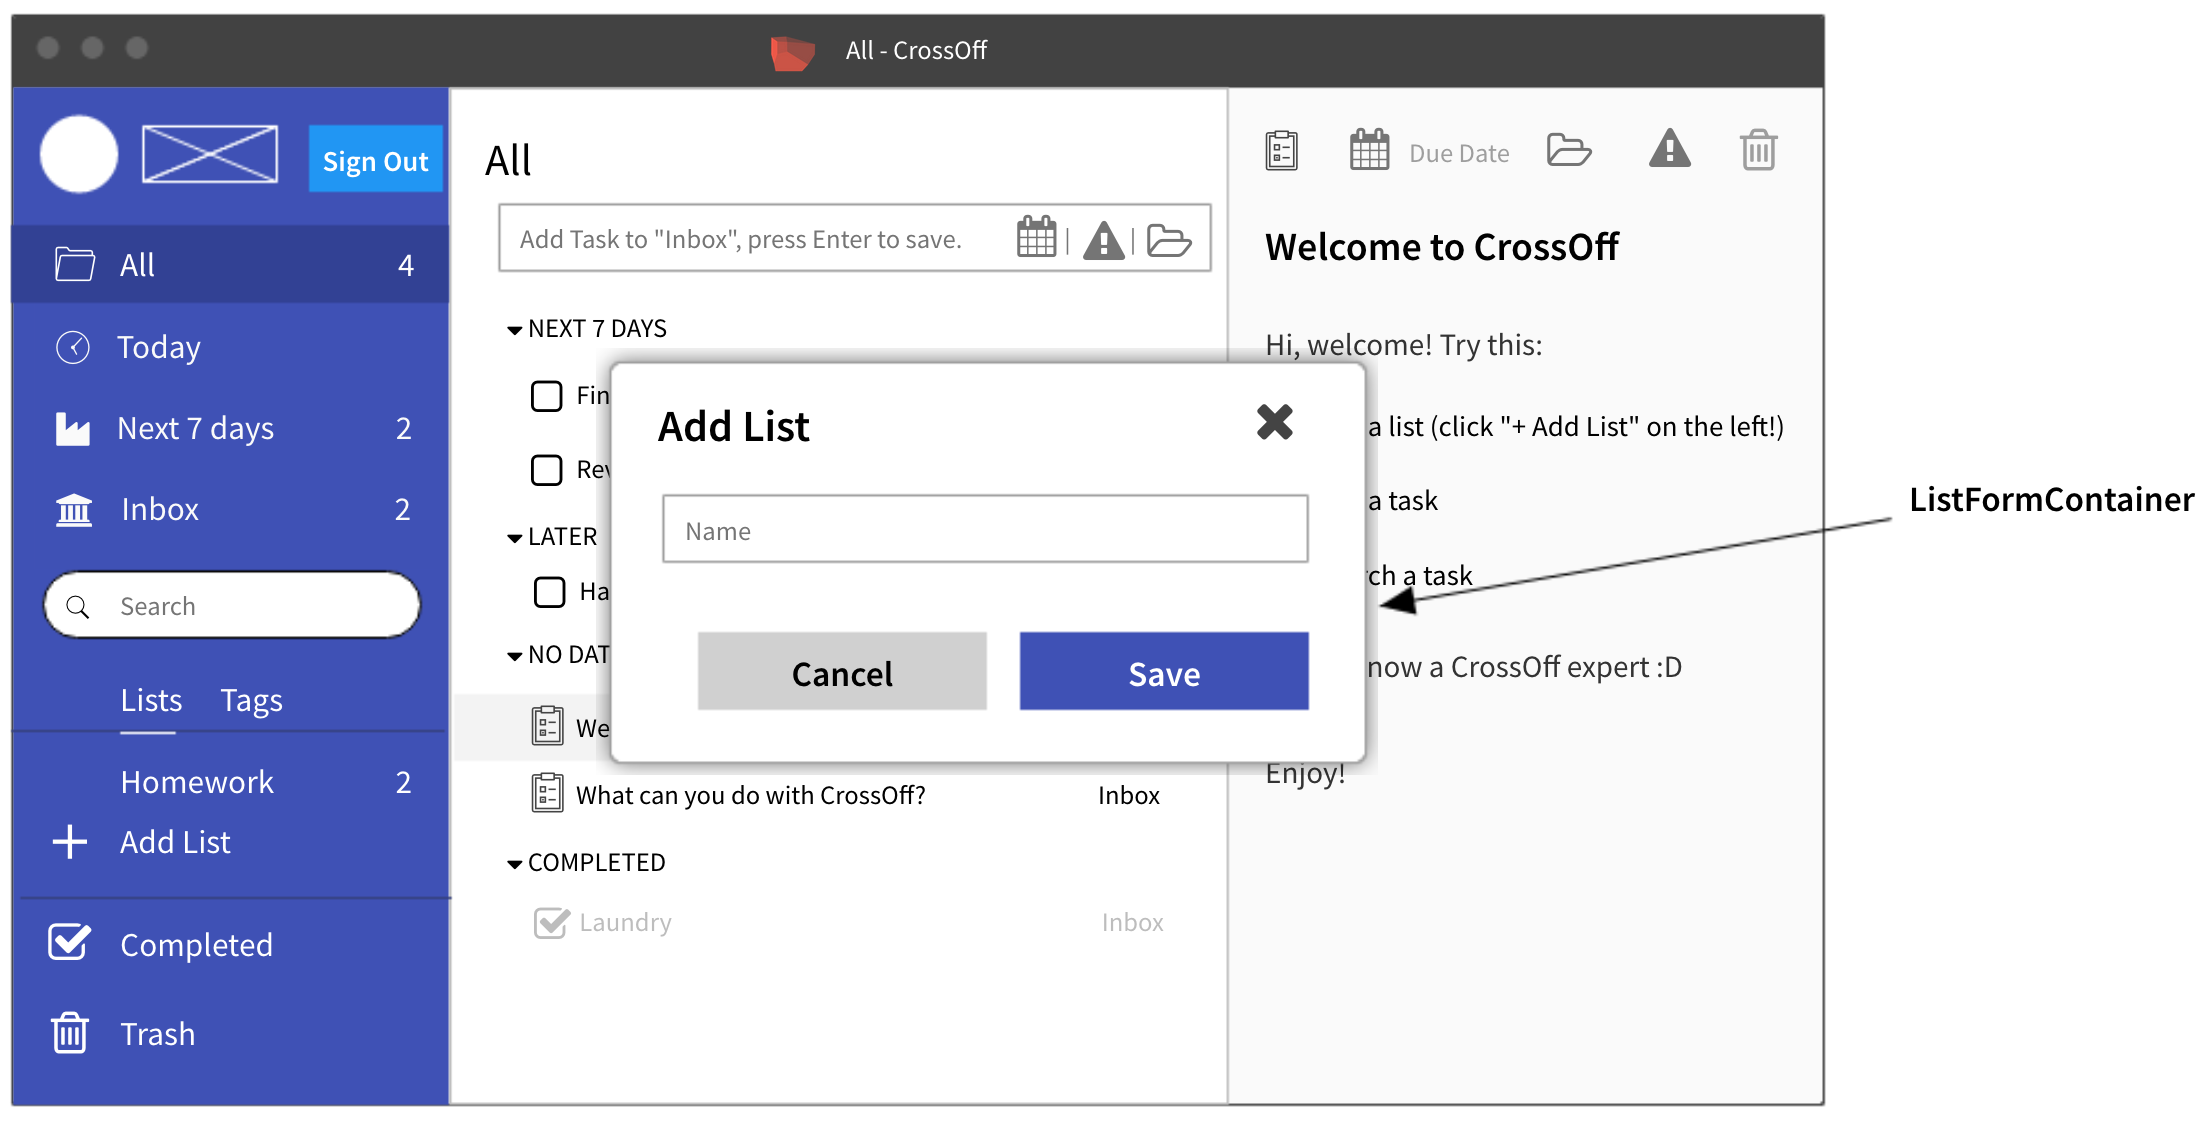 All - CrossOff
Sign Out
All 4
Today
Next 7 days 2
Inbox 2
Search
Lists Tags
Homework 2
Add List
Completed
Trash
All
Add Task to "Inbox", press Enter to save.
NEXT 7 DAYS
Fin
Rev
LATER
Ha
NO DAT
We
What can you do with CrossOff? Inbox
COMPLETED
Laundry Inbox
Add List
Name
Cancel Save
Due Date
Welcome to CrossOff
Hi, welcome! Try this:
a list (click "+ Add List" on the left!)
a task
rch a task
now a CrossOff expert :D
Enjoy!
ListFormContainer